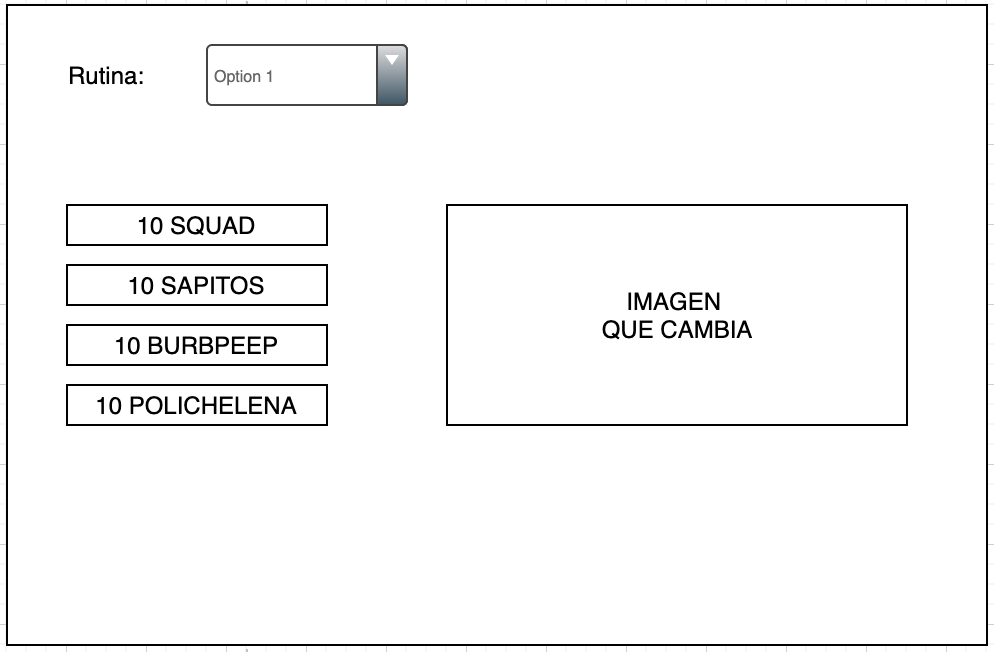 Rutina:
Option 1
10 SQUAD
10 SAPITOS
10 BURBPEEP
10 POLICHELENA
IMAGEN
QUE CAMBIA